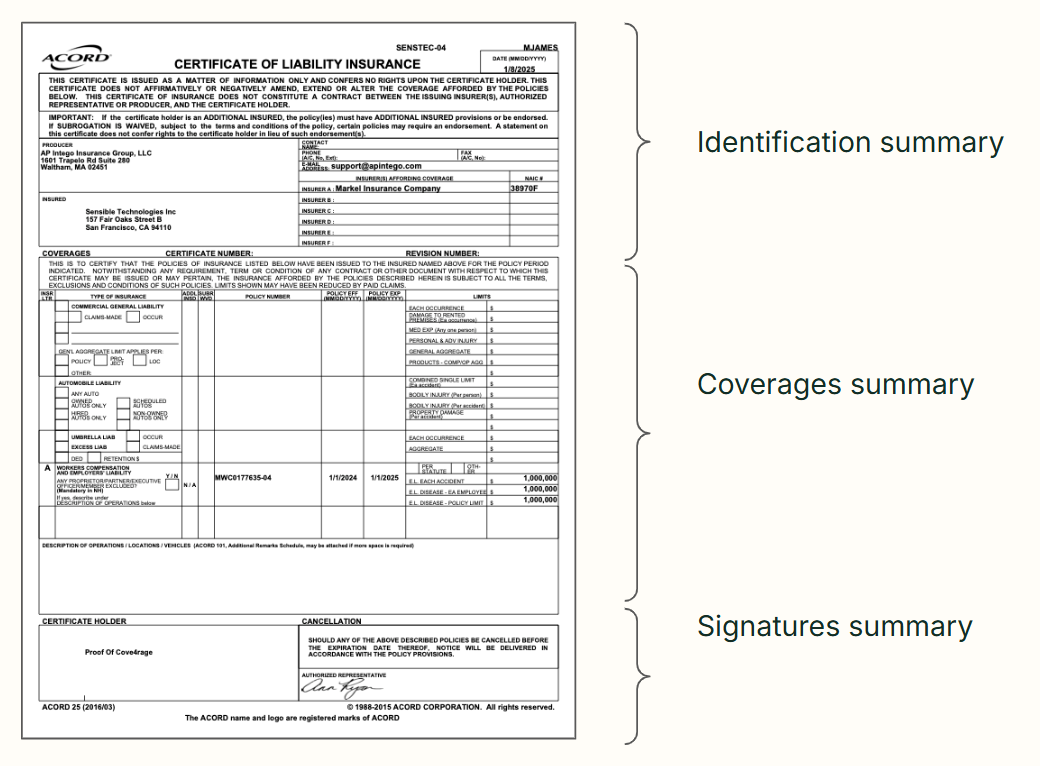 SENSTEC-04
MJAMES
ACORD
CERTIFICATE OF LIABILITY INSURANCE
DATE (MM/DD/YYYY)
1/8/2025
THIS CERTIFICATE IS ISSUED AS A MATTER OF INFORMATION ONLY AND CONFERS NO RIGHTS UPON THE CERTIFICATE HOLDER. THIS
CERTIFICATE DOES NOT AFFIRMATIVELY OR NEGATIVELY AMEND, EXTEND OR ALTER THE COVERAGE AFFORDED BY THE POLICIES
BELOW. THIS CERTIFICATE OF INSURANCE DOES NOT CONSTITUTE A CONTRACT BETWEEN THE ISSUING INSURER(S), AUTHORIZED
REPRESENTATIVE OR PRODUCER, AND THE CERTIFICATE HOLDER.
IMPORTANT: If the certificate holder is an ADDITIONAL INSURED, the policy(ies) must have ADDITIONAL INSURED provisions or be endorsed.
If SUBROGATION IS WAIVED, subject to the terms and conditions of the policy, certain policies may require an endorsement. A statement on
this certificate does not confer rights to the certificate holder in lieu of such endorsement(s).
PRODUCER
AP Intego Insurance Group, LLC
1601 Trapelo Rd Suite 280
Waltham, MA 02451
CONTACT
NAME:
PHONE
(A/C, No, Ext):
FAX
(A/C, No):
E-MAIL
ADDRESS: support@apintego.com
INSURER(S) AFFORDING COVERAGE
NAIC #
INSURER A : Markel Insurance Company
38970F
INSURED
Sensible Technologies Inc
157 Fair Oaks Street B
San Francisco, CA 94110
INSURER B :
INSURER C :
INSURER D :
INSURER E :
INSURER F :
COVERAGES
CERTIFICATE NUMBER:
REVISION NUMBER:
THIS IS TO CERTIFY THAT THE POLICIES OF INSURANCE LISTED BELOW HAVE BEEN ISSUED TO THE INSURED NAMED ABOVE FOR THE POLICY PERIOD
INDICATED. NOTWITHSTANDING ANY REQUIREMENT, TERM OR CONDITION OF ANY CONTRACT OR OTHER DOCUMENT WITH RESPECT TO WHICH THIS
CERTIFICATE MAY BE ISSUED OR MAY PERTAIN, THE INSURANCE AFFORDED BY THE POLICIES DESCRIBED HEREIN IS SUBJECT TO ALL THE TERMS,
EXCLUSIONS AND CONDITIONS OF SUCH POLICIES. LIMITS SHOWN MAY HAVE BEEN REDUCED BY PAID CLAIMS.
INSR
LTR
TYPE OF INSURANCE
ADDL
INSD
SUBR
WVD
POLICY NUMBER
POLICY EFF
(MM/DD/YYYY)
POLICY EXP
(MM/DD/YYYY)
LIMITS
COMMERCIAL GENERAL LIABILITY
CLAIMS-MADE
OCCUR
GEN'L AGGREGATE LIMIT APPLIES PER:
POLICY
PRO-
JECT
LOC
OTHER:
EACH OCCURRENCE $
DAMAGE TO RENTED
PREMISES (Ea occurrence) $
MED EXP (Any one person) $
PERSONAL & ADV INJURY $
GENERAL AGGREGATE $
PRODUCTS - COMP/OP AGG $
$
AUTOMOBILE LIABILITY
ANY AUTO
OWNED
AUTOS ONLY
SCHEDULED
AUTOS
HIRED
AUTOS ONLY
NON-OWNED
AUTOS ONLY
COMBINED SINGLE LIMIT
(Ea accident) $
BODILY INJURY (Per person) $
BODILY INJURY (Per accident) $
PROPERTY DAMAGE
(Per accident) $
$
UMBRELLA LIAB
OCCUR
EXCESS LIAB
CLAIMS-MADE
DED
RETENTION $
EACH OCCURRENCE $
AGGREGATE $
$
A
WORKERS COMPENSATION
AND EMPLOYERS' LIABILITY
Y / N
ANY PROPRIETOR/PARTNER/EXECUTIVE
OFFICER/MEMBER EXCLUDED?
(Mandatory in NH)
If yes, describe under
DESCRIPTION OF OPERATIONS below
N / A
MWC0177635-04
1/1/2024
1/1/2025
PER
STATUTE
OTH-
ER
E.L. EACH ACCIDENT $ 1,000,000
E.L. DISEASE - EA EMPLOYEE $ 1,000,000
E.L. DISEASE - POLICY LIMIT $ 1,000,000
DESCRIPTION OF OPERATIONS / LOCATIONS / VEHICLES (ACORD 101, Additional Remarks Schedule, may be attached if more space is required)
CERTIFICATE HOLDER
CANCELLATION
Proof Of Cove4rage
SHOULD ANY OF THE ABOVE DESCRIBED POLICIES BE CANCELLED BEFORE
THE EXPIRATION DATE THEREOF, NOTICE WILL BE DELIVERED IN
ACCORDANCE WITH THE POLICY PROVISIONS.
AUTHORIZED REPRESENTATIVE
ACORD 25 (2016/03)
© 1988-2015 ACORD CORPORATION. All rights reserved.
The ACORD name and logo are registered marks of ACORD
Identification summary
Coverages summary
Signatures summary